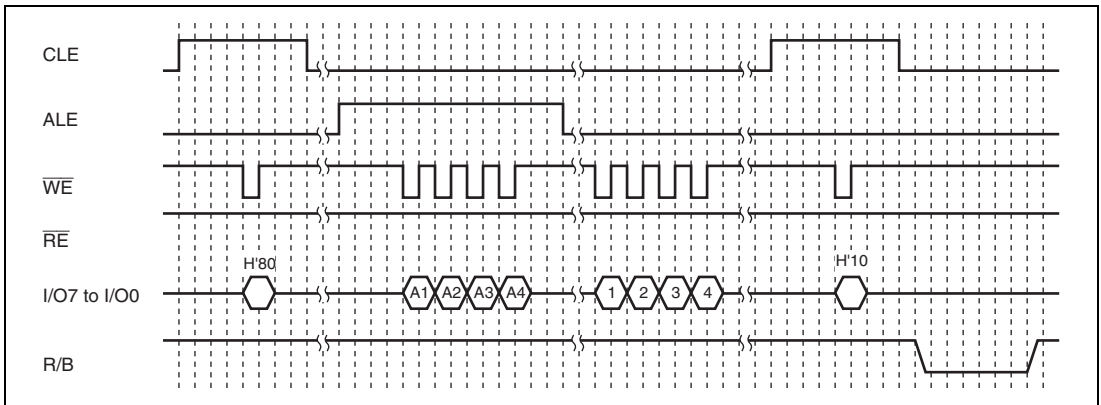 CLE
ALE
WE
RE
H'80
H'10
I/O7 to I/O0
A1 A2 A3 A4
1 2 3 4
R/B